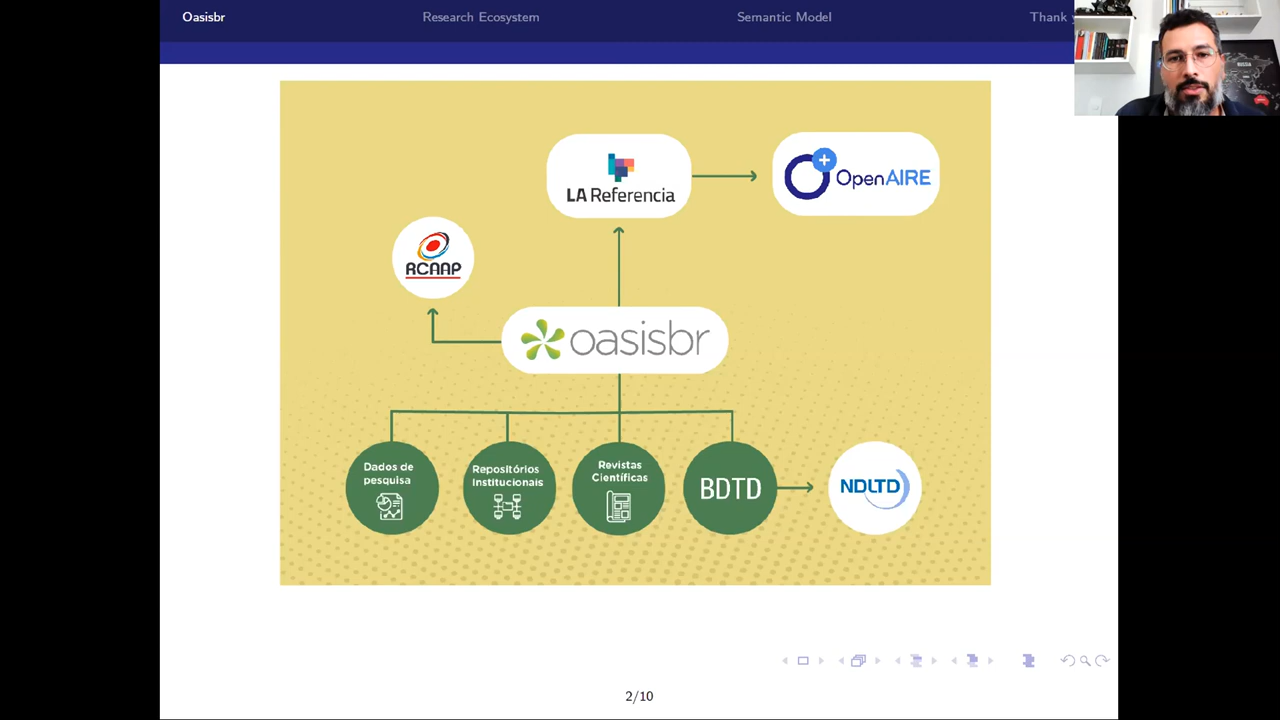 Oasisbr
Research Ecosystem
Semantic Model
Thank
RUSSIA
LA Referencia
OpenAIRE
RCAAP
oasisbr
Dados de
pesquisa
Repositórios
Institucionais
Revistas
Científicas
BDTD
NDLTD
2/10